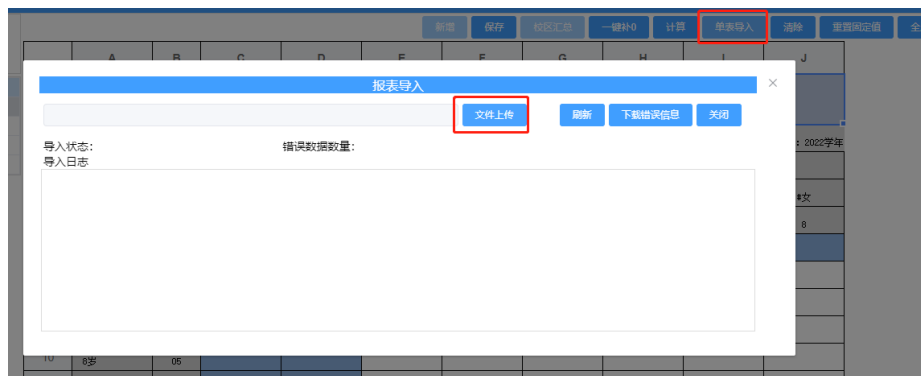 新增 保存 校区汇总 一键补0 计算 单表导入 清除 重置固定值 全
A B C D E F G H I J
报表导入 ×
文件上传 刷新 下载错误信息 关闭
导入状态: 错误数据数量:
: 2022学年
导入日志
女
8
10 8岁 05